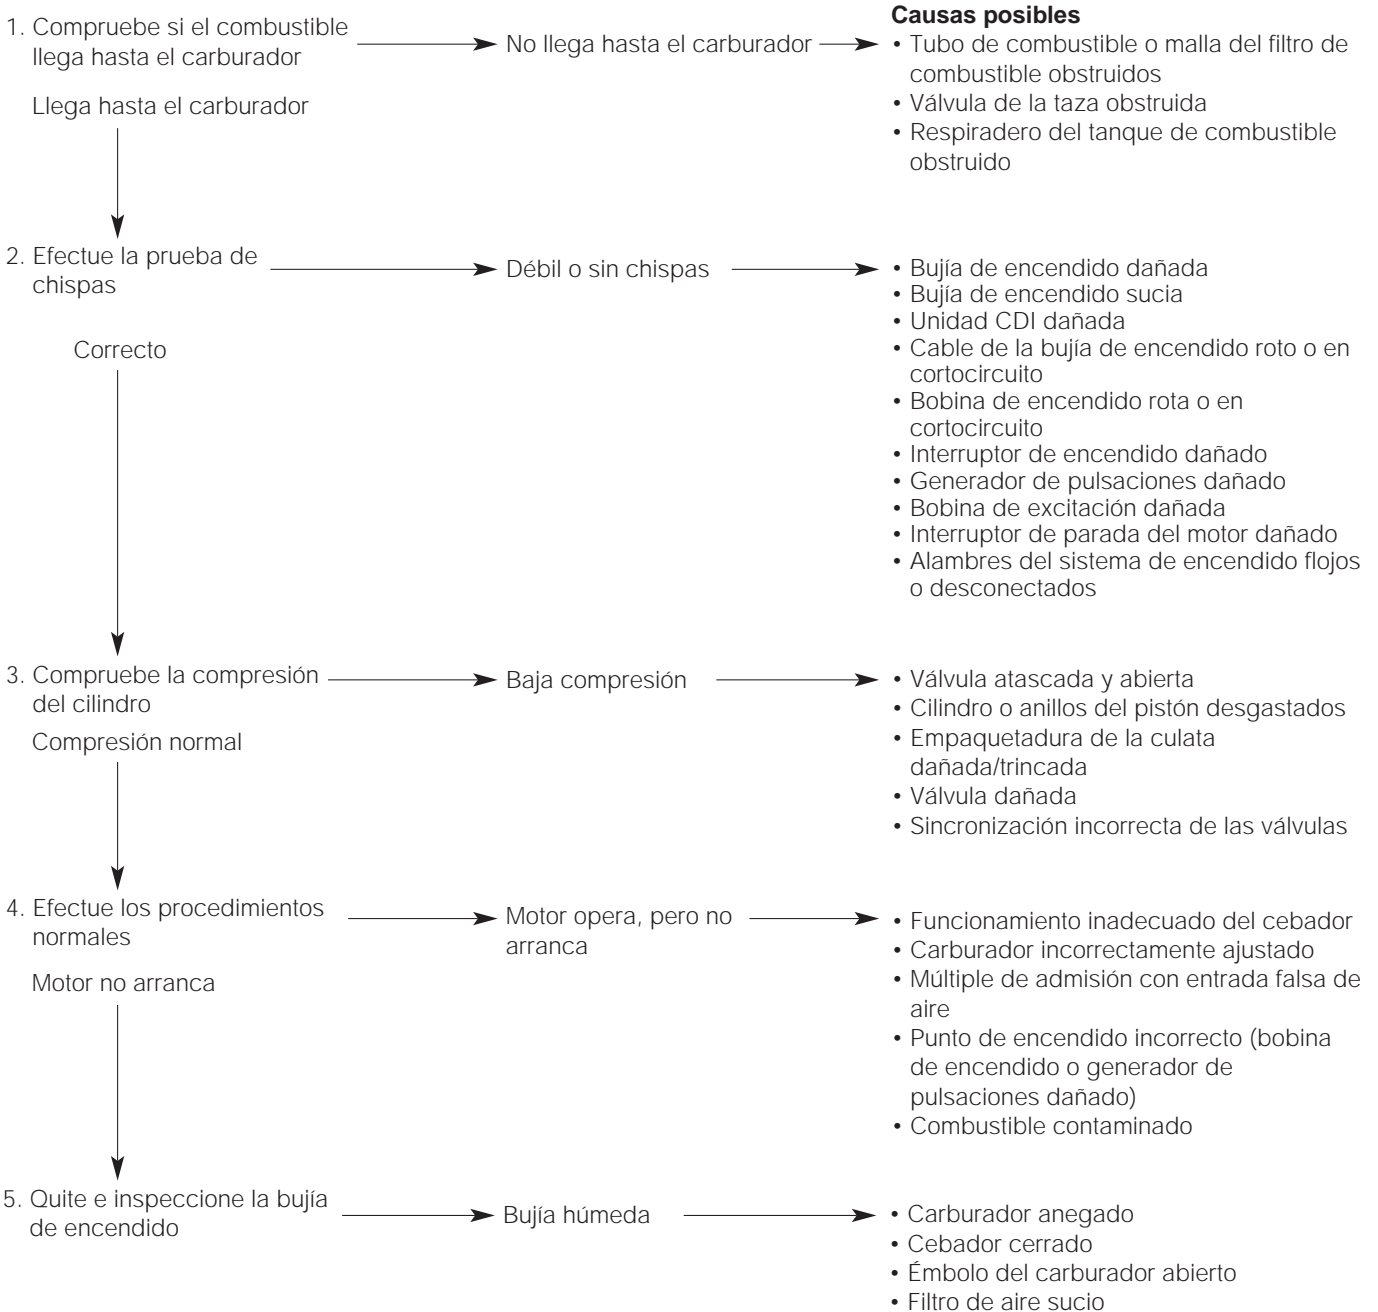 Causas posibles
1. Compruebe si el combustible
llega hasta el carburador
No llega hasta el carburador
• Tubo de combustible o malla del filtro de
combustible obstruidos
• Válvula de la taza obstruida
• Respiradero del tanque de combustible
obstruido
Llega hasta el carburador
2. Efectue la prueba de
chispas
Débil o sin chispas
• Bujía de encendido dañada
• Bujía de encendido sucia
• Unidad CDI dañada
• Cable de la bujía de encendido roto o en
cortocircuito
• Bobina de encendido rota o en
cortocircuito
• Interruptor de encendido dañado
• Generador de pulsaciones dañado
• Bobina de excitación dañada
• Interruptor de parada del motor dañado
• Alambres del sistema de encendido flojos
o desconectados
Correcto
3. Compruebe la compresión
del cilindro
Baja compresión
• Válvula atascada y abierta
• Cilindro o anillos del pistón desgastados
• Empaquetadura de la culata
dañada/trincada
• Válvula dañada
• Sincronización incorrecta de las válvulas
Compresión normal
4. Efectue los procedimientos
normales
Motor opera, pero no
arranca
• Funcionamiento inadecuado del cebador
• Carburador incorrectamente ajustado
• Múltiple de admisión con entrada falsa de
aire
• Punto de encendido incorrecto (bobina
de encendido o generador de
pulsaciones dañado)
• Combustible contaminado
Motor no arranca
5. Quite e inspeccione la bujía
de encendido
Bujía húmeda
• Carburador anegado
• Cebador cerrado
• Émbolo del carburador abierto
• Filtro de aire sucio